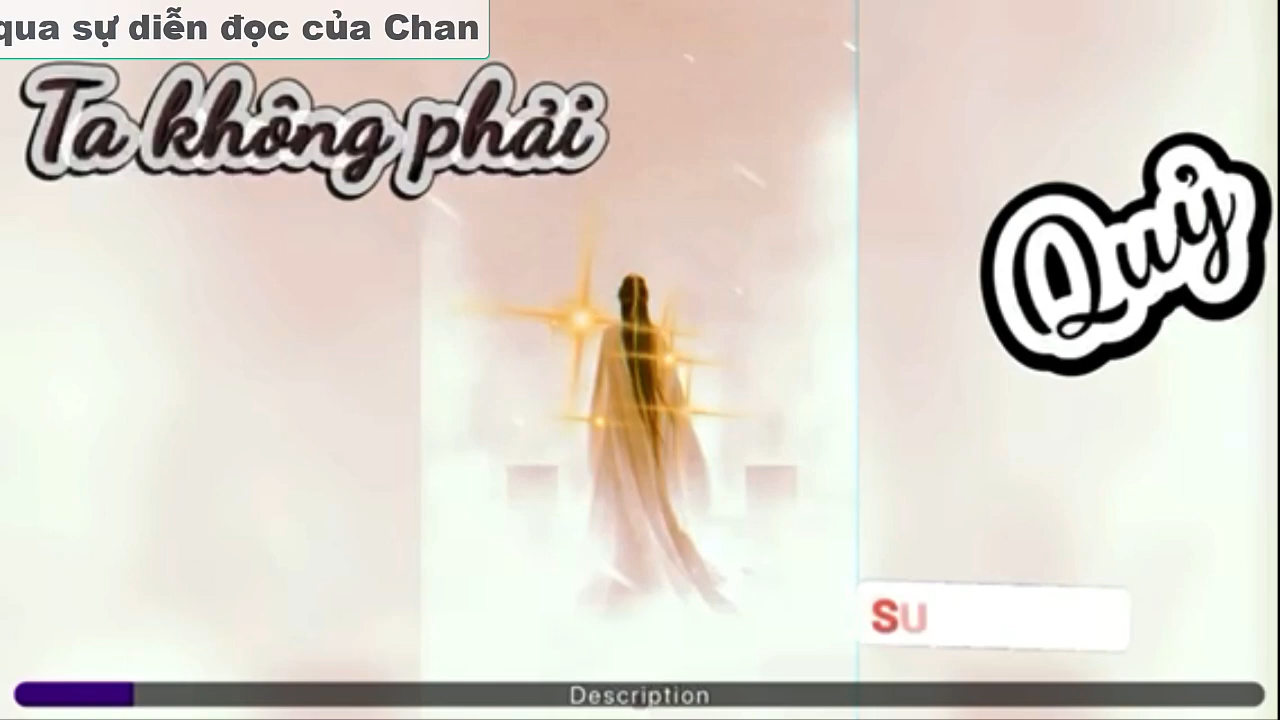 qua sự diễn đọc của Chan
Ta không phải
Quỷ
SU
Description